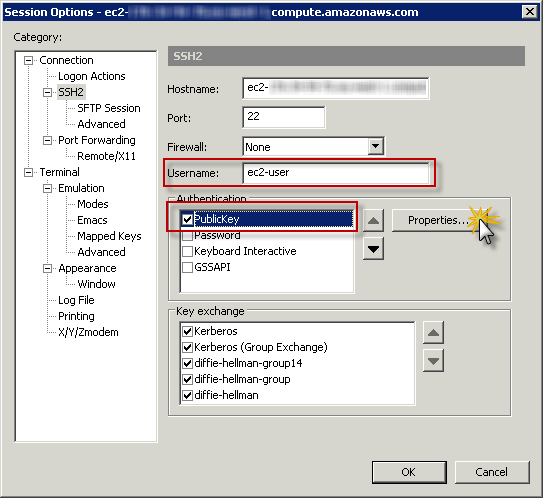 Session Options - ec2- compute.amazonaws.com
Category:
Connection
Logon Actions
SSH2
SFTP Session
Advanced
Port Forwarding
Remote/X11
Terminal
Emulation
Modes
Emacs
Mapped Keys
Advanced
Appearance
Window
Log File
Printing
X/Y/Zmodem
SSH2
Hostname: ec2-
Port: 22
Firewall: None
Username: ec2-user
Authentication
PublicKey
Password
Keyboard Interactive
GSSAPI
Properties...
Key exchange
Kerberos
Kerberos (Group Exchange)
diffie-hellman-group14
diffie-hellman-group
diffie-hellman
OK Cancel